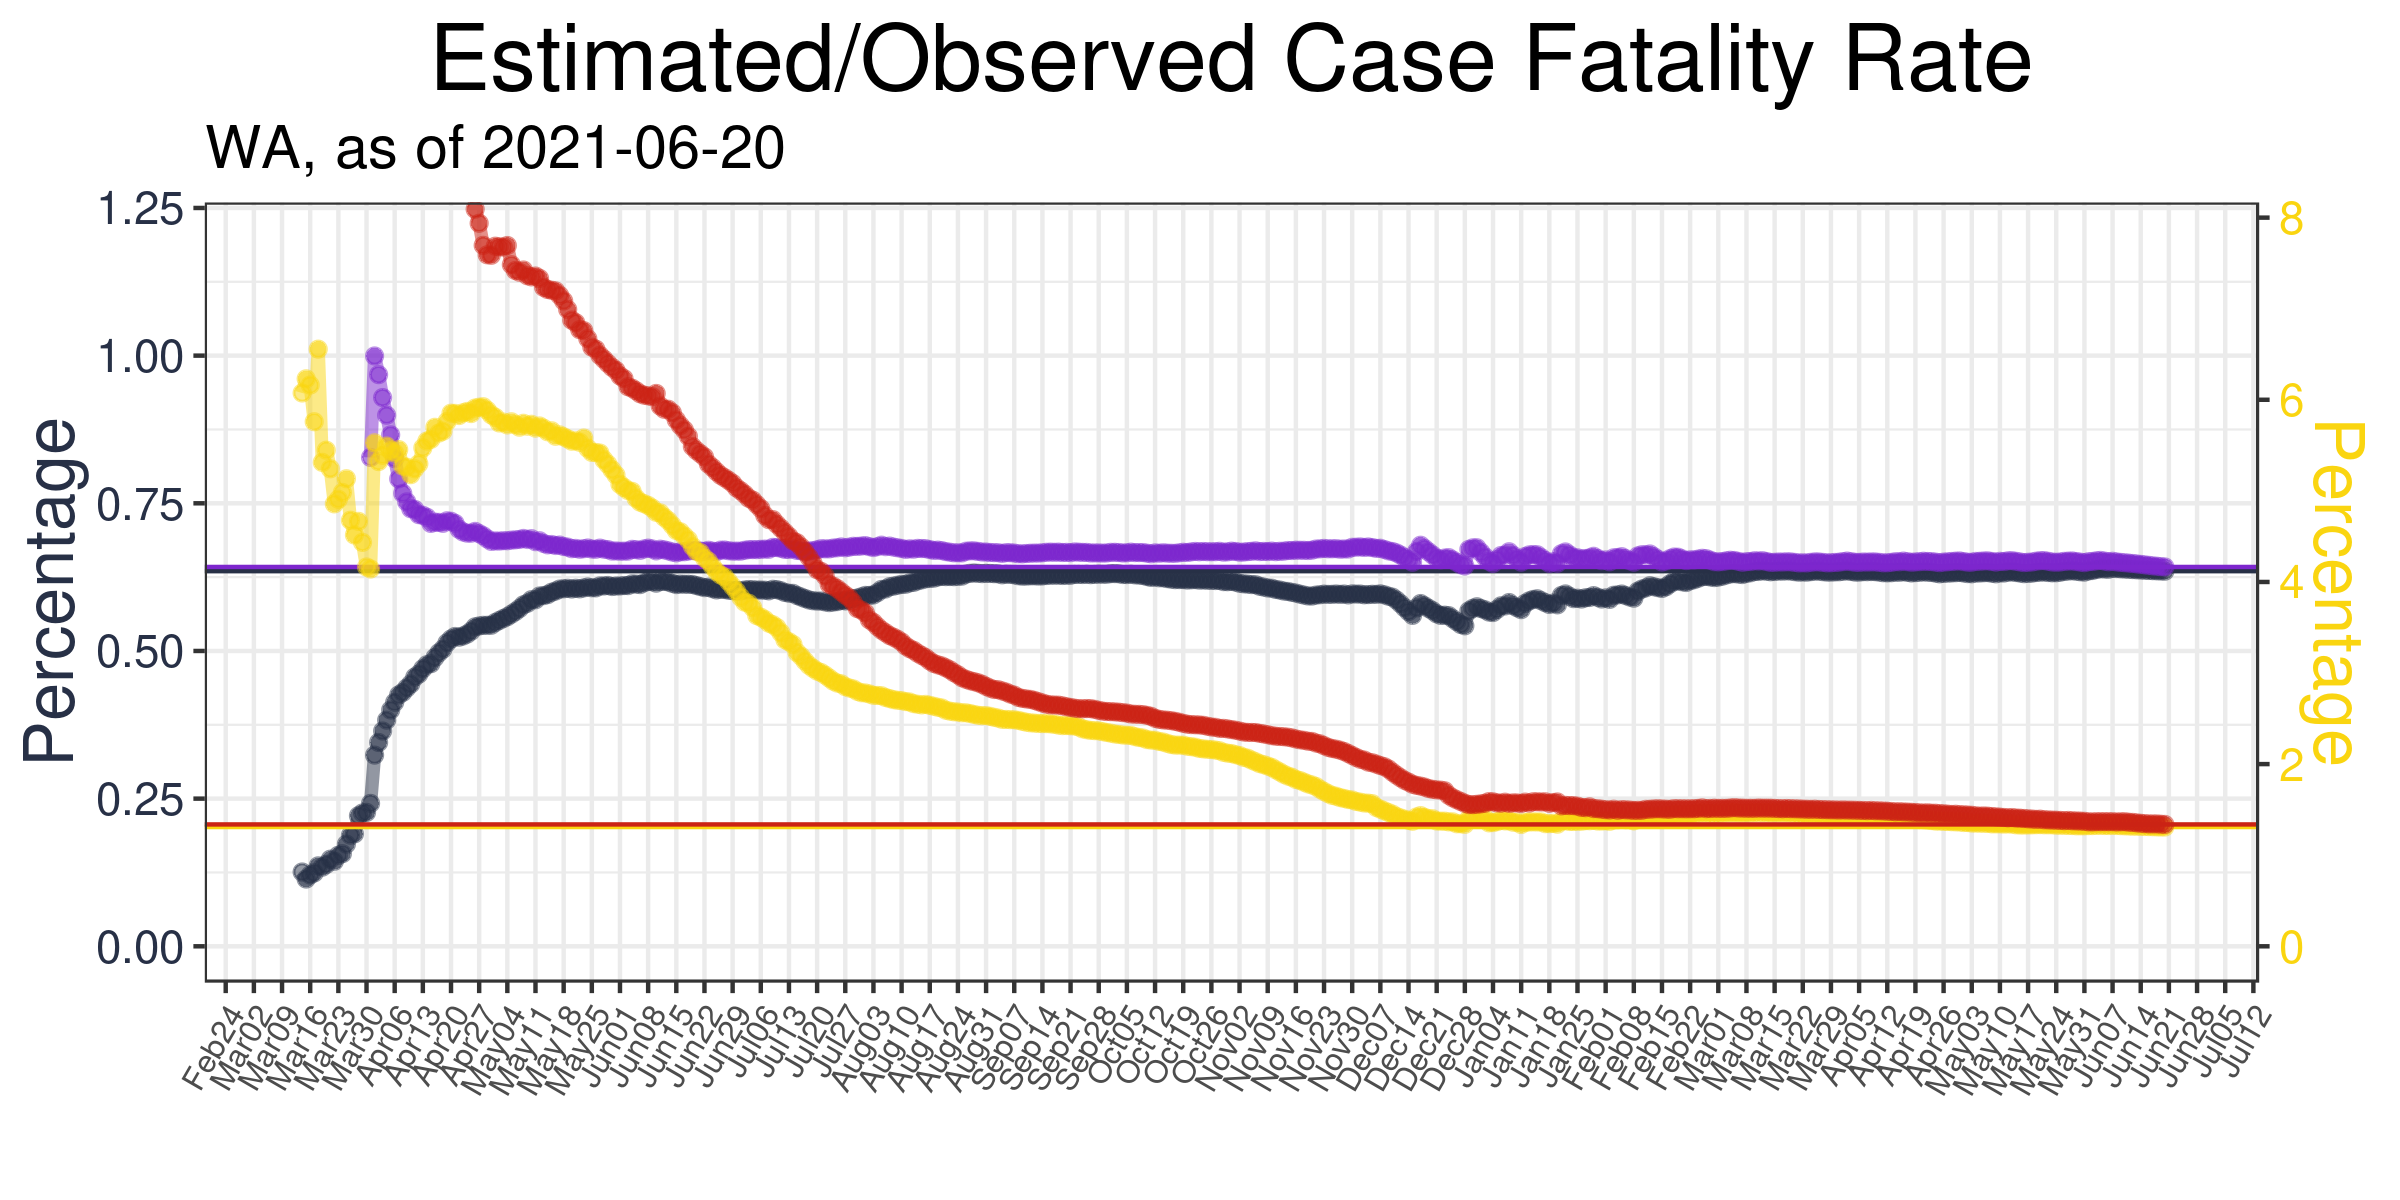 Estimated/Observed Case Fatality Rate
WA, as of 2021-06-20
Percentage
1.25
1.00
0.75
0.50
0.25
0.00
8
6
4
2
0
Percentage
Feb24
Mar02
Mar09
Mar16
Mar23
Mar30
Apr06
Apr13
Apr20
Apr27
May04
May11
May18
May25
Jun01
Jun08
Jun15
Jun22
Jun29
Jul06
Jul13
Jul20
Jul27
Aug03
Aug10
Aug17
Aug24
Aug31
Sep07
Sep14
Sep21
Sep28
Oct05
Oct12
Oct19
Oct26
Nov02
Nov09
Nov16
Nov23
Nov30
Dec07
Dec14
Dec21
Dec28
Jan04
Jan11
Jan18
Jan25
Feb01
Feb08
Feb15
Feb22
Mar01
Mar08
Mar15
Mar22
Mar29
Apr05
Apr12
Apr19
Apr26
May03
May10
May17
May24
May31
Jun07
Jun14
Jun21
Jun28
Jul05
Jul12